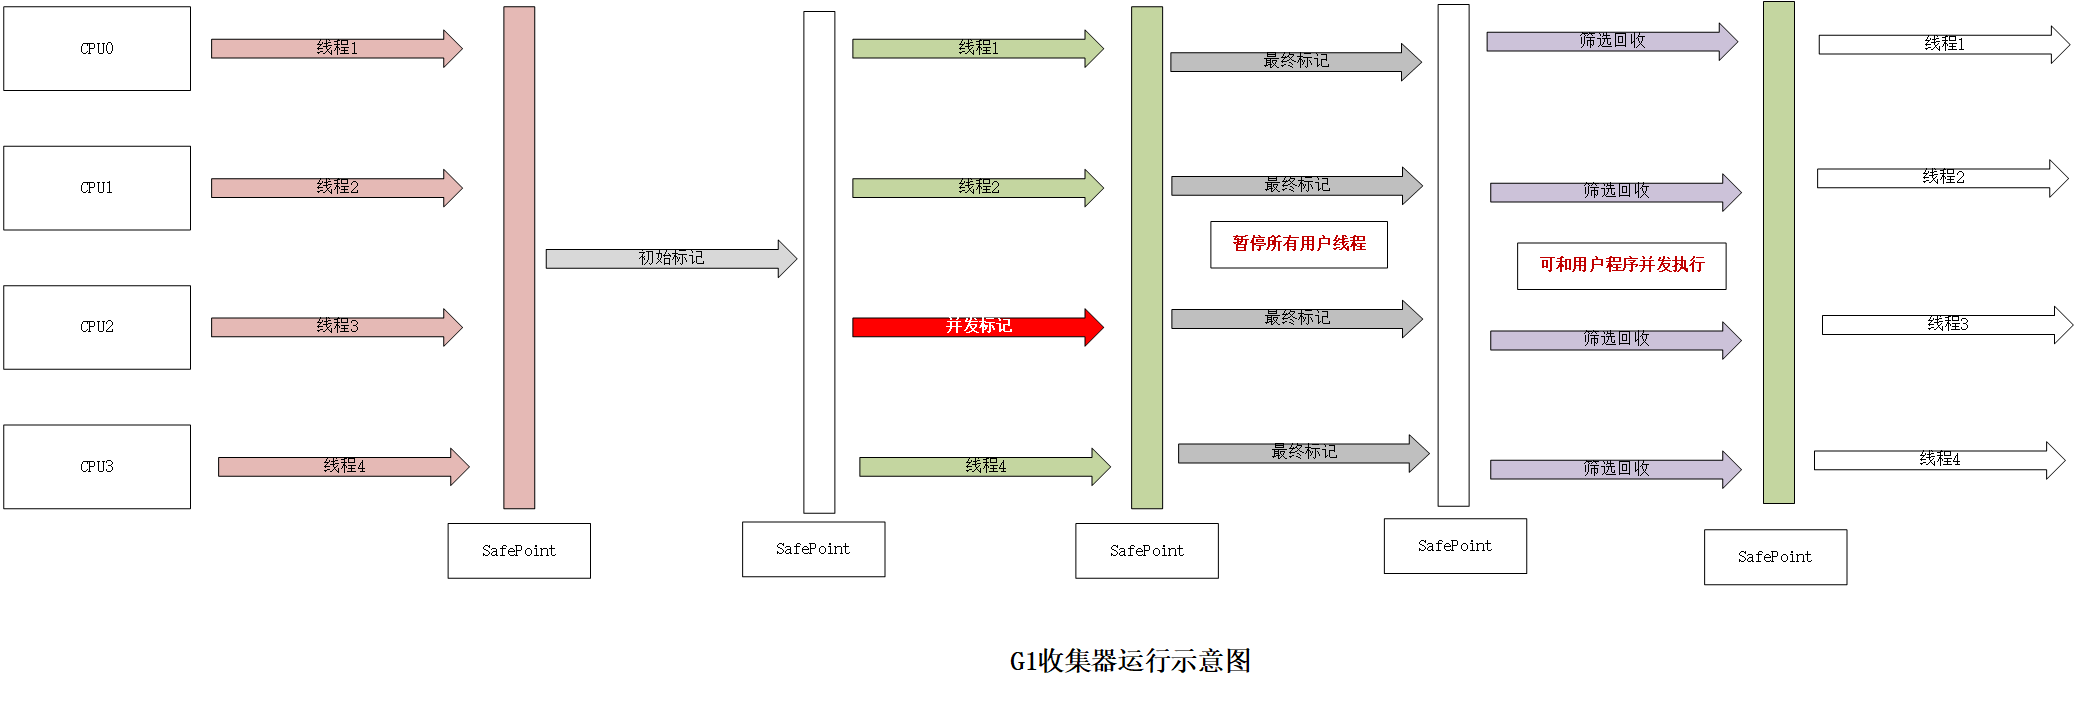 CPU0
线程1
线程1
最终标记
筛选回收
线程1
CPU1
线程2
线程2
最终标记
筛选回收
线程2
初始标记
暂停所有用户线程
可和用户程序并发执行
CPU2
线程3
并发标记
最终标记
筛选回收
线程3
CPU3
线程4
线程4
最终标记
筛选回收
线程4
SafePoint
SafePoint
SafePoint
SafePoint
SafePoint
G1收集器运行示意图